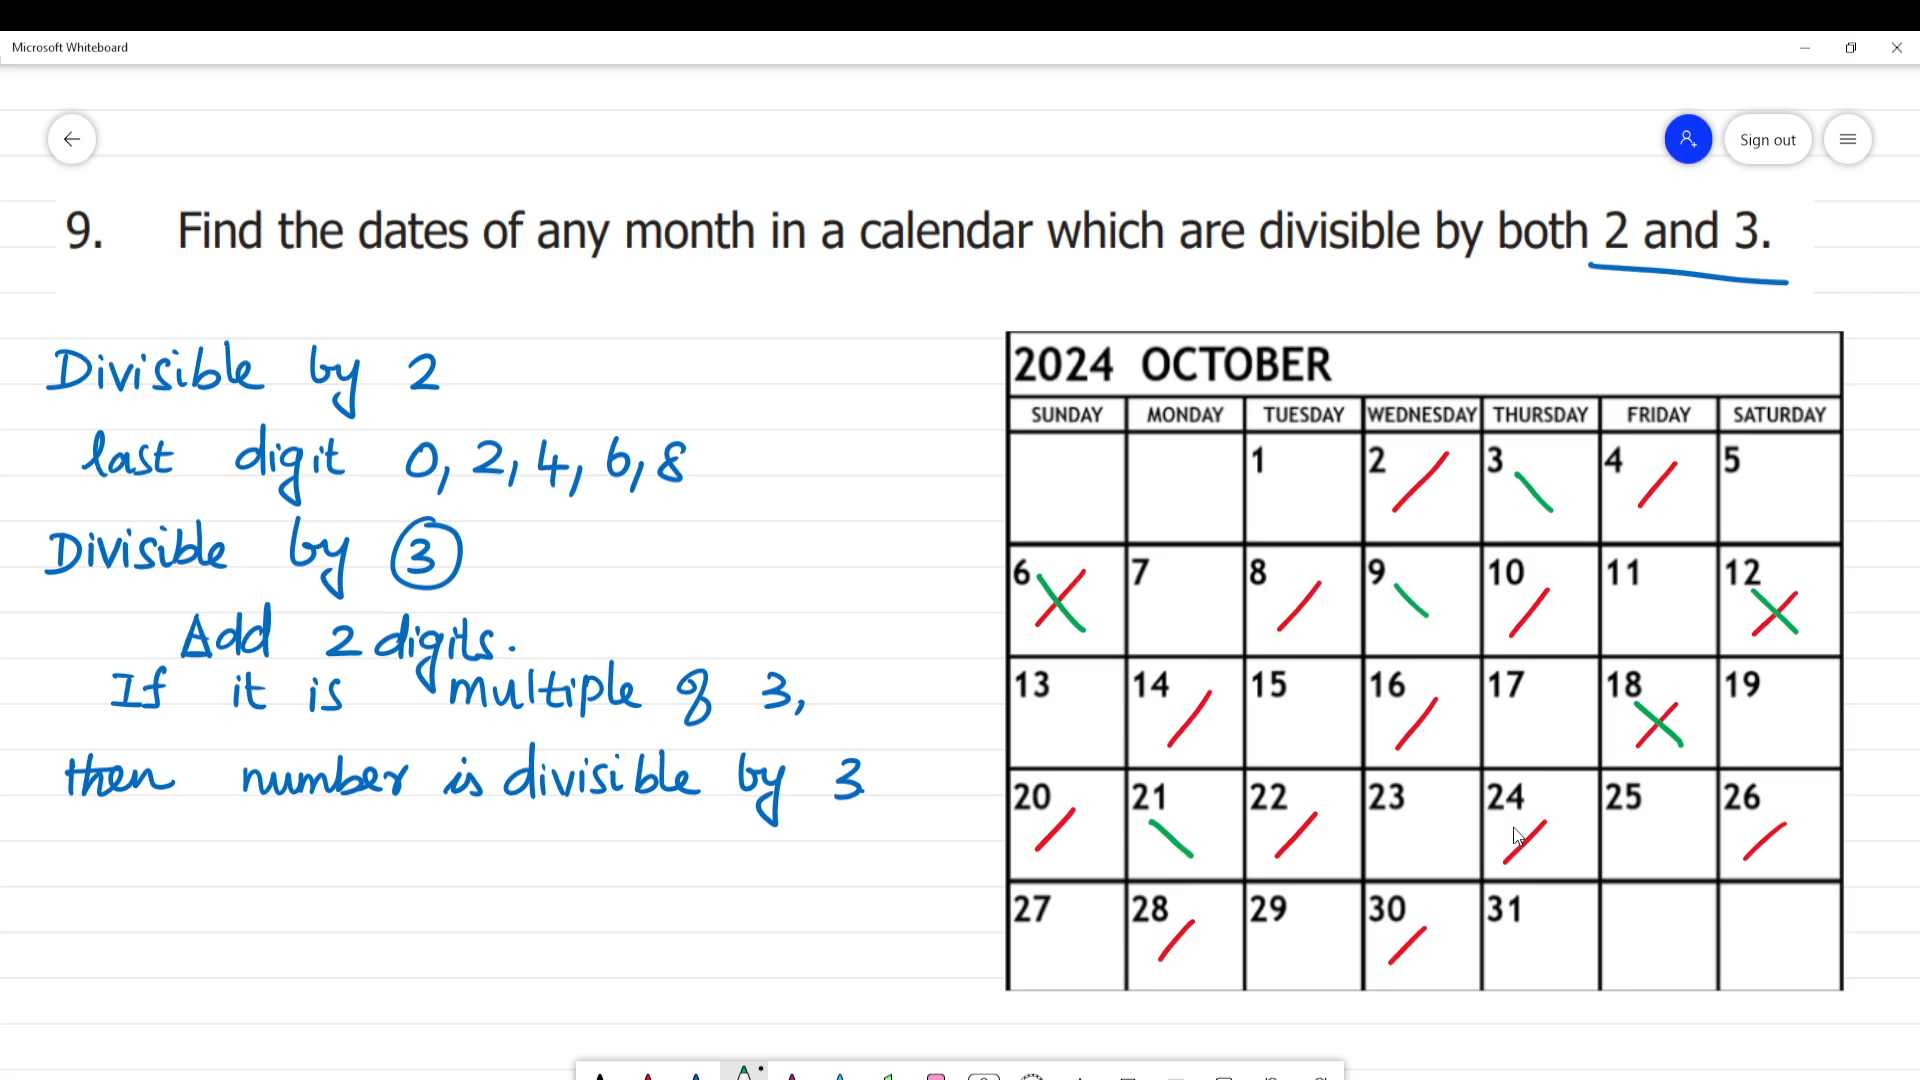 Microsoft Whiteboard
Sign out
9. Find the dates of any month in a calendar which are divisible by both 2 and 3.
Divisible by 2
last digit 0, 2, 4, 6, 8
Divisible by 3
Add 2 digits.
If it is multiple of 3,
then number is divisible by 3
2024 OCTOBER
SUNDAY MONDAY TUESDAY WEDNESDAY THURSDAY FRIDAY SATURDAY
1 2 3 4 5
6 7 8 9 10 11 12
13 14 15 16 17 18 19
20 21 22 23 24 25 26
27 28 29 30 31